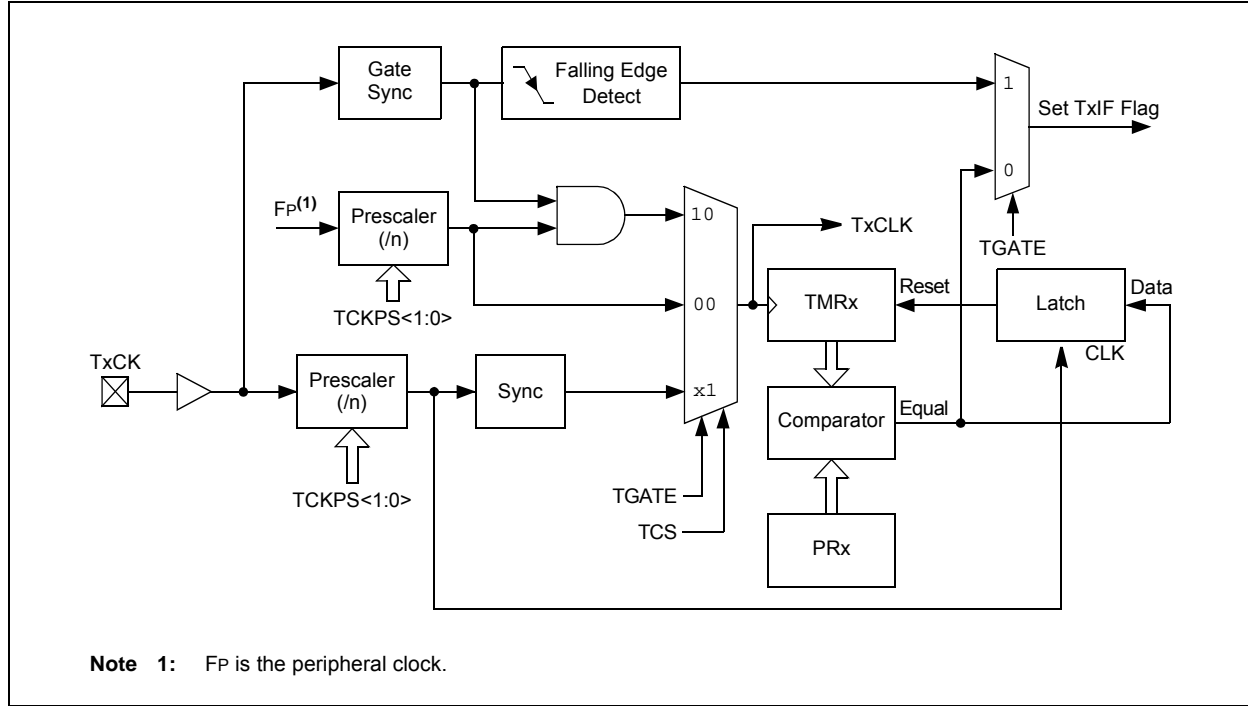 Gate
Sync
Falling Edge
Detect
1
Set TxIF Flag
0
FP(1)
Prescaler
(/n)
10
TxCLK
TGATE
TCKPS<1:0>
00
TMRx
Reset
Latch
Data
CLK
TxCK
Prescaler
(/n)
Sync
x1
Comparator
Equal
TCKPS<1:0>
TGATE
TCS
PRx
Note 1: FP is the peripheral clock.